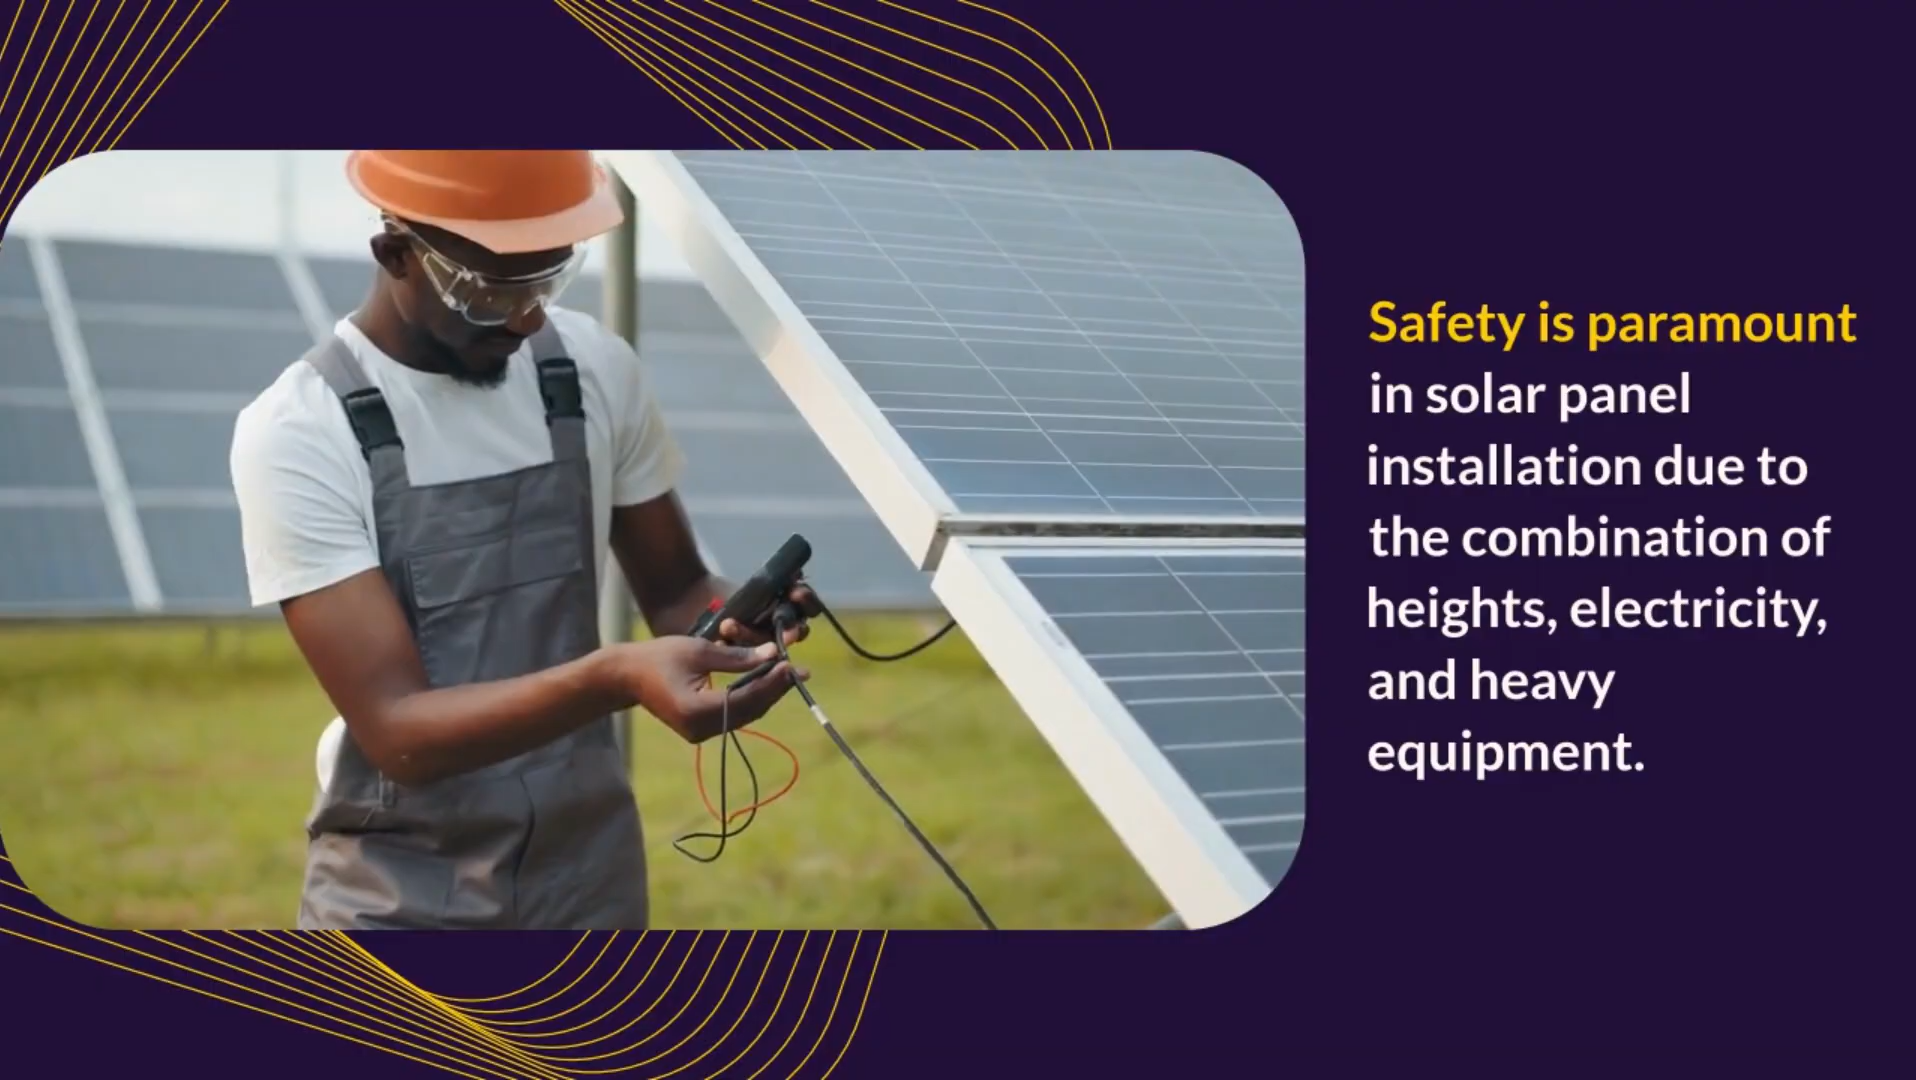 Safety is paramount
in solar panel
installation due to
the combination of
heights, electricity,
and heavy
equipment.